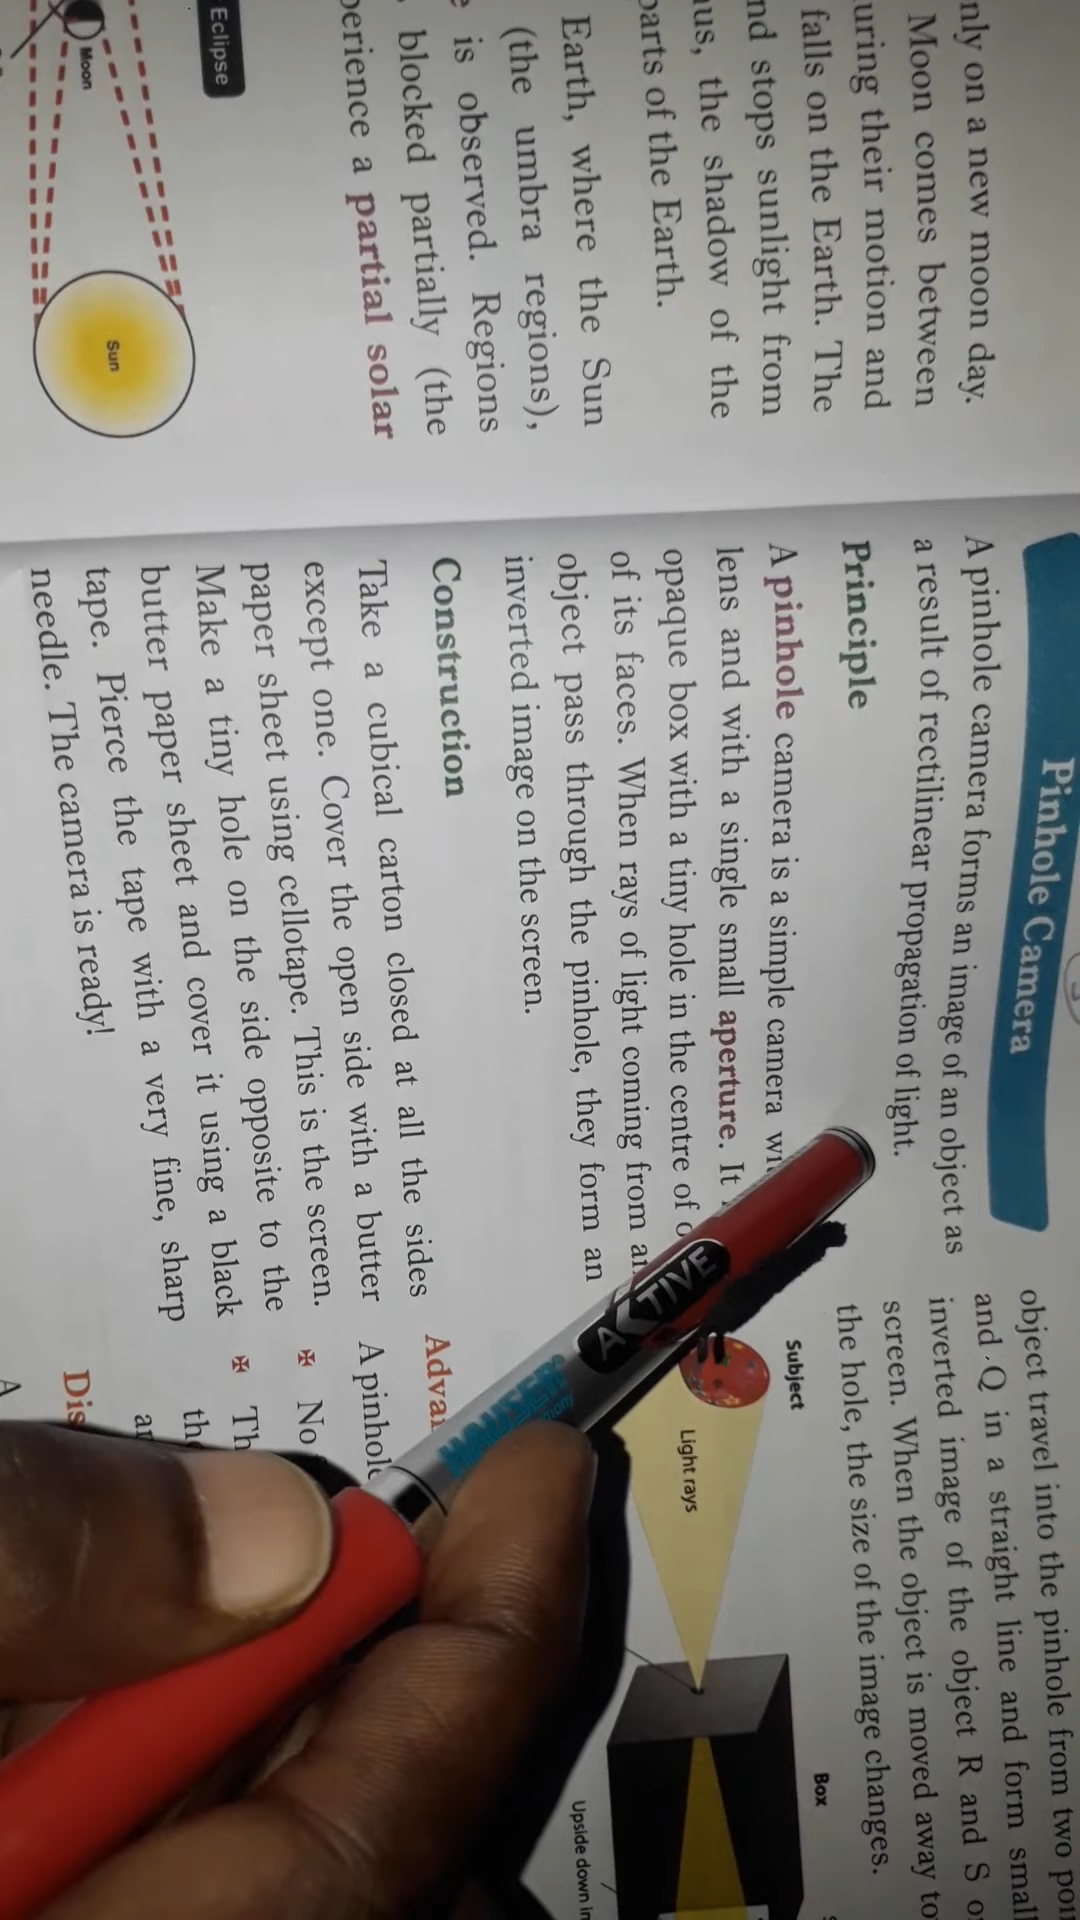 nly on a new moon day.
Moon comes between
uring their motion and
falls on the Earth. The
nd stops sunlight from
us, the shadow of the
parts of the Earth.
Earth, where the Sun
(the umbra regions),
is observed. Regions
blocked partially (the
perience a partial solar
Eclipse
Moon
Sun
Pinhole Camera
A pinhole camera forms an image of an object as
a result of rectilinear propagation of light.
Principle
A pinhole camera is a simple camera
lens and with a single small aperture. It
opaque box with a tiny hole in the centre of
of its faces. When rays of light coming from
object pass through the pinhole, they form an
inverted image on the screen.
Construction
Take a cubical carton closed at all the sides
except one. Cover the open side with a butter
paper sheet using cellotape. This is the screen.
Make a tiny hole on the side opposite to the
butter paper sheet and cover it using a black
tape. Pierce the tape with a very fine, sharp
needle. The camera is ready!
object travel into the pinhole from two
and Q in a straight line and form small
inverted image of the object R and S
screen. When the object is moved away
the hole, the size of the image changes.
Subject
Light rays
Box
Upside down
ACTIVE
A pinhole
No
A